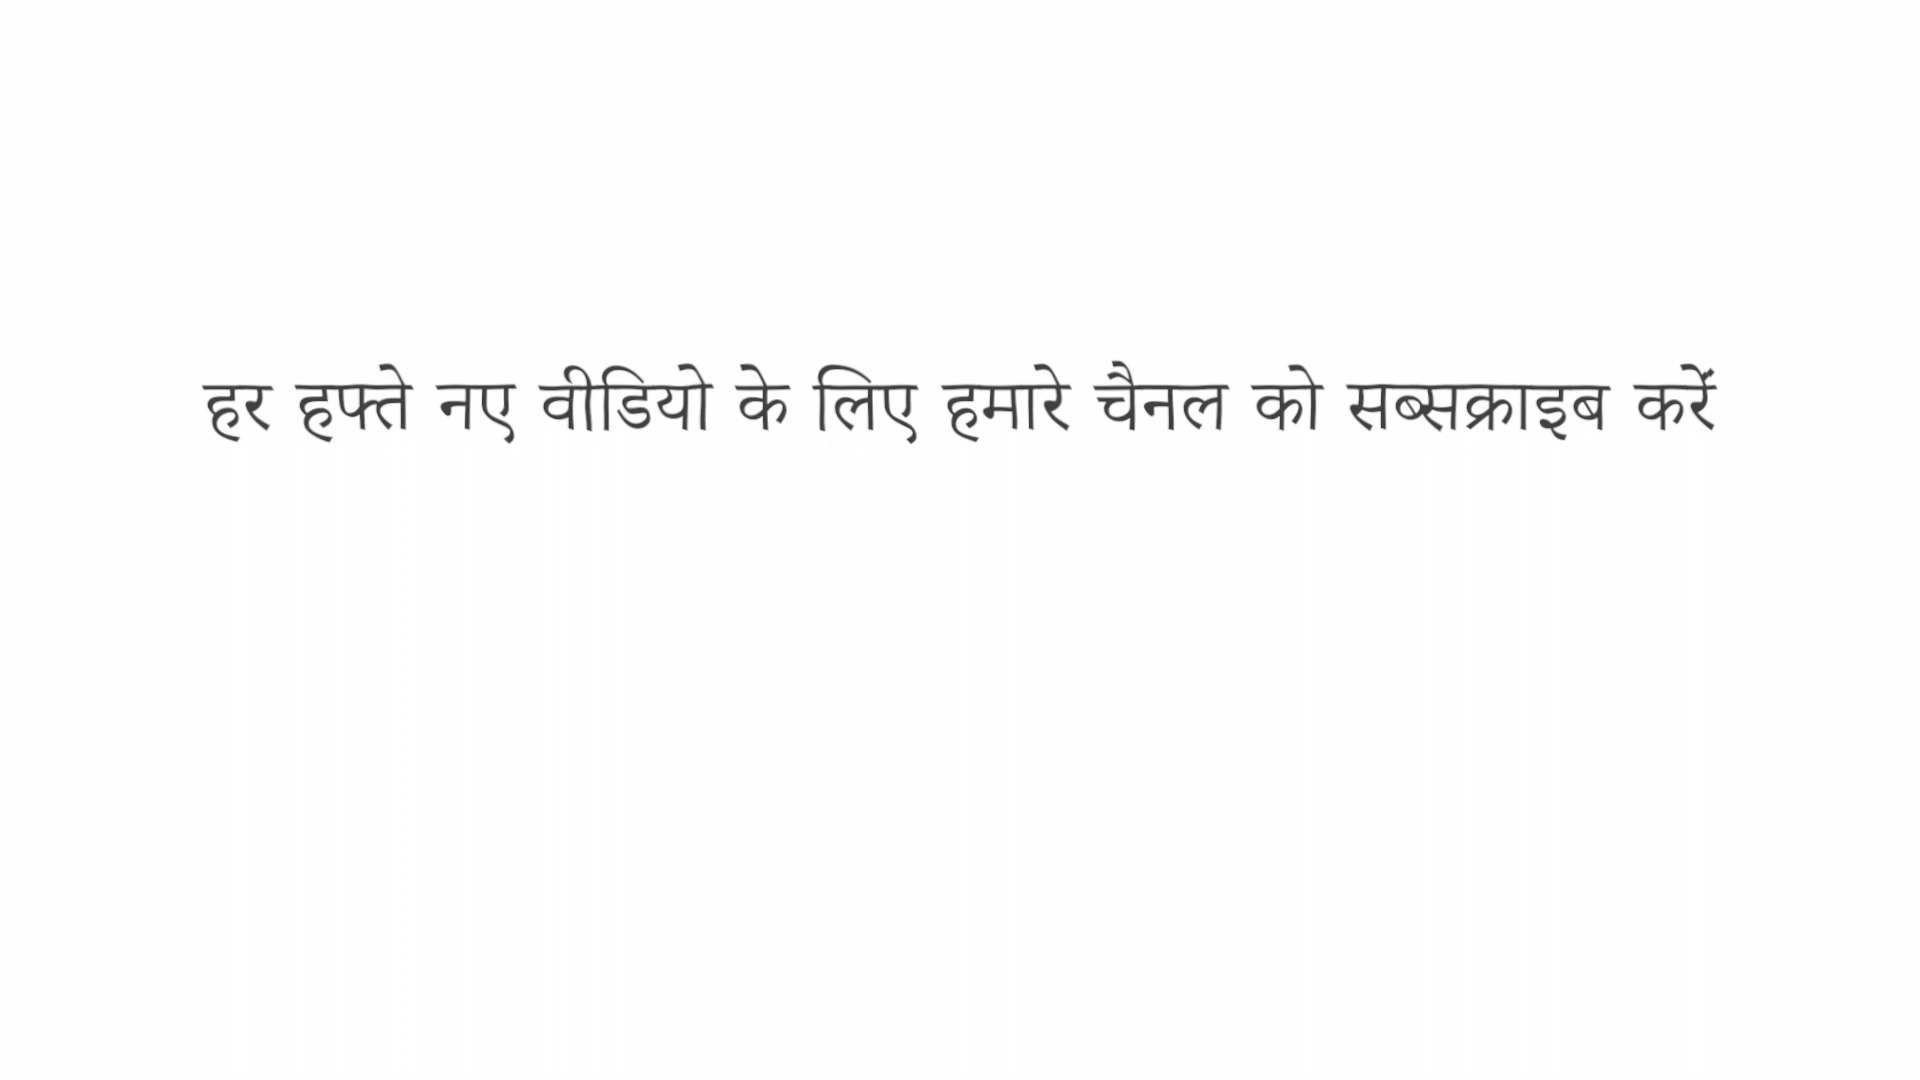 हर हफ्ते नए वीडियो के लिए हमारे चैनल को सब्सक्राइब करें